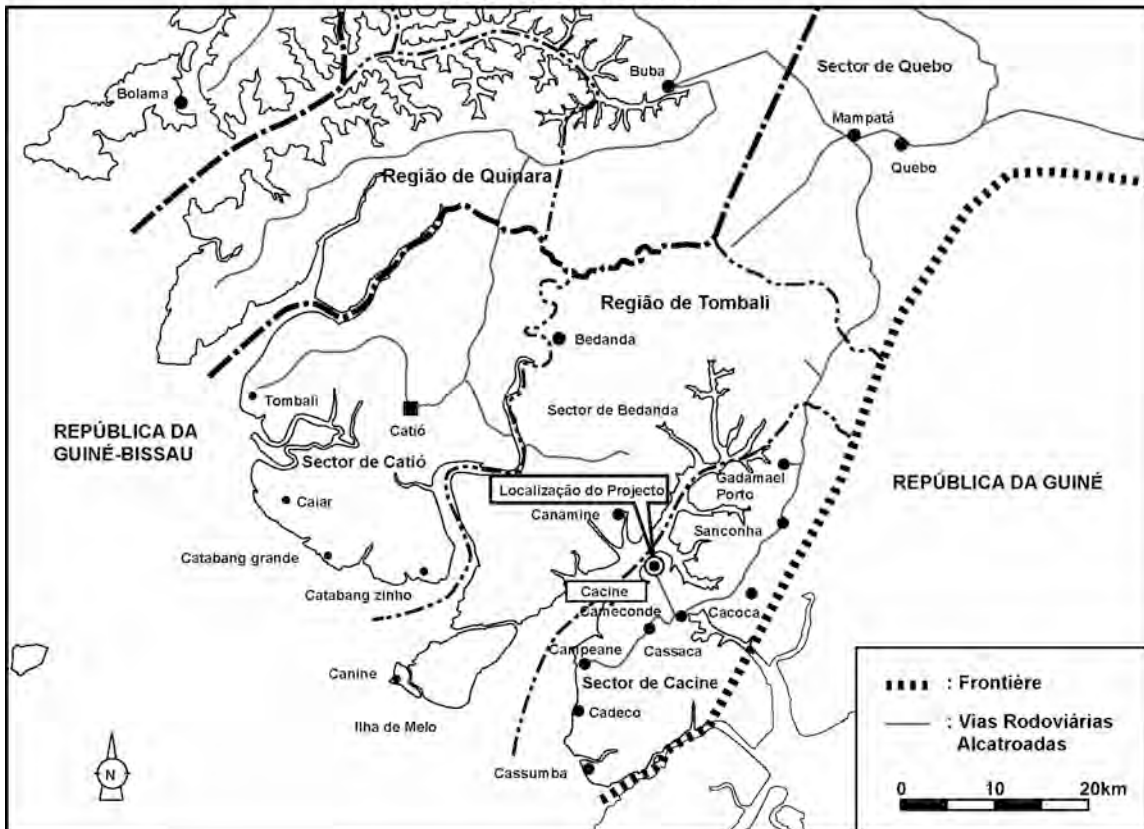 Buba
Sector de Quebo
Bolama
Mampatá
Quebo
Região de Quinara
Região de Tombali
Bedanda
Tombali
Catió
Sector de Bedanda
REPÚBLICA DA
GUINÉ-BISSAU
Sector de Catió
Gadamael
Porto
REPÚBLICA DA GUINÉ
Localização do Projecto
Caiar
Canamine
Sanconha
Catabang grande
Catabang zinho
Cacine
Cameconde
Cacoca
Campeane
Cassaca
Canine
Sector de Cacine
Ilha de Melo
Cadeco
Cassumba
N
: Frontière
: Vias Rodoviárias
Alcatroadas
0 10 20km